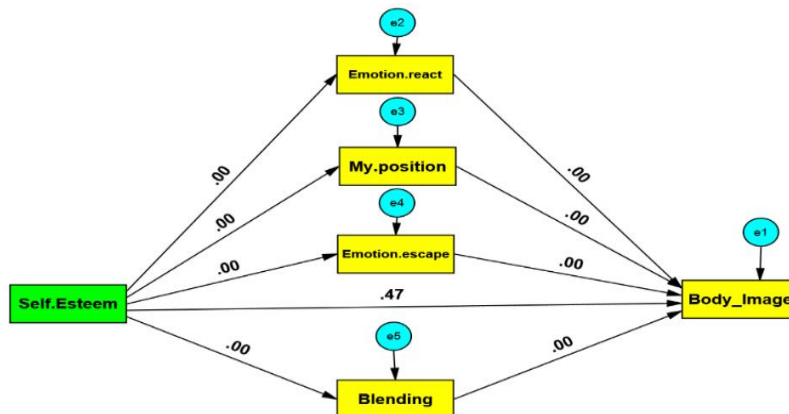 e2
Emotion.react
e3
.00
My.position
.00
.00
e4
.00
e1
Emotion.escape
.00
.00
Self.Esteem
.47
Body_Image
e5
.00
.00
Blending